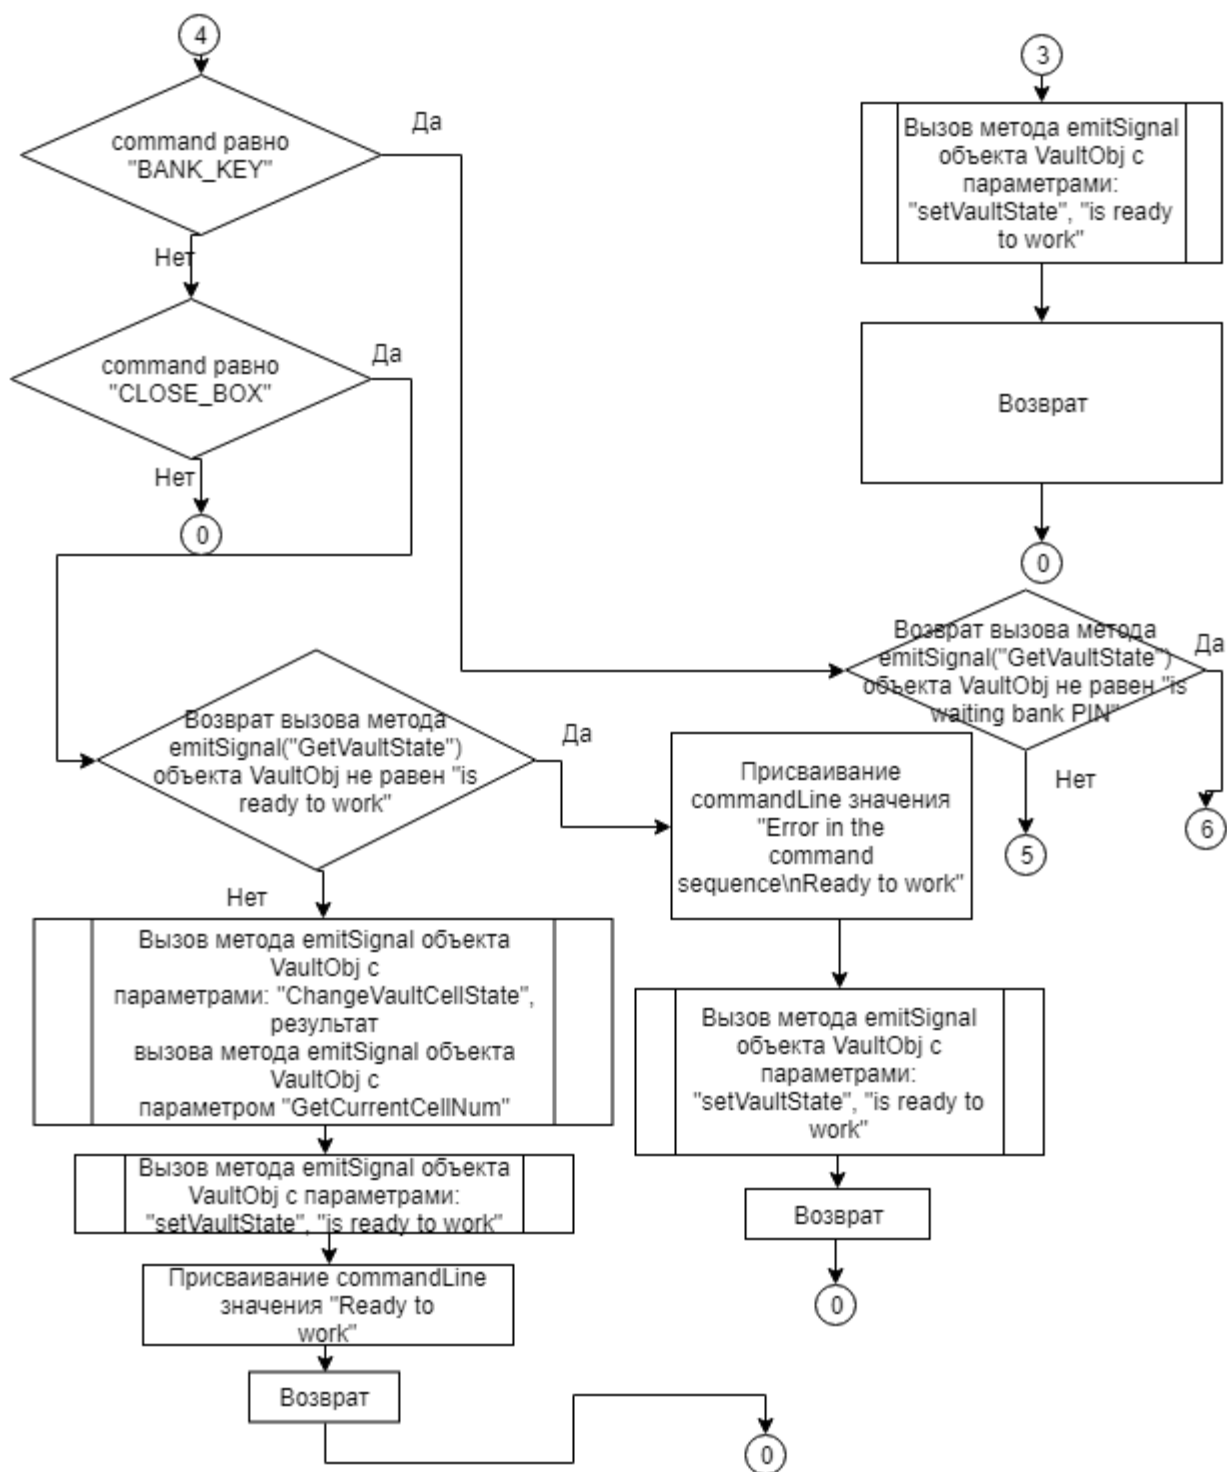 4
command равно
"BANK_KEY"
Да
Нет
command равно
"CLOSE_BOX"
Да
Нет
0
3
Вызов метода emitSignal
объекта VaultObj с
параметрами:
"setVaultState", "is ready
to work"
Возврат
0
Возврат вызова метода
emitSignal("GetVaultState")
объекта VaultObj не равен "is
waiting bank PIN"
Да
Нет
5
6
Возврат вызова метода
emitSignal("GetVaultState")
объекта VaultObj не равен "is
ready to work"
Да
Нет
Присваивание
commandLine значения
"Error in the
command
sequence\nReady to work"
Вызов метода emitSignal
объекта VaultObj с
параметрами:
"setVaultState", "is ready to
work"
Возврат
0
Вызов метода emitSignal объекта
VaultObj с
параметрами: "ChangeVaultCellState",
результат
вызова метода emitSignal объекта
VaultObj с
параметром "GetCurrentCellNum"
Вызов метода emitSignal объекта
VaultObj с параметрами:
"setVaultState", "is ready to work"
Присваивание commandLine
значения "Ready to
work"
Возврат
0